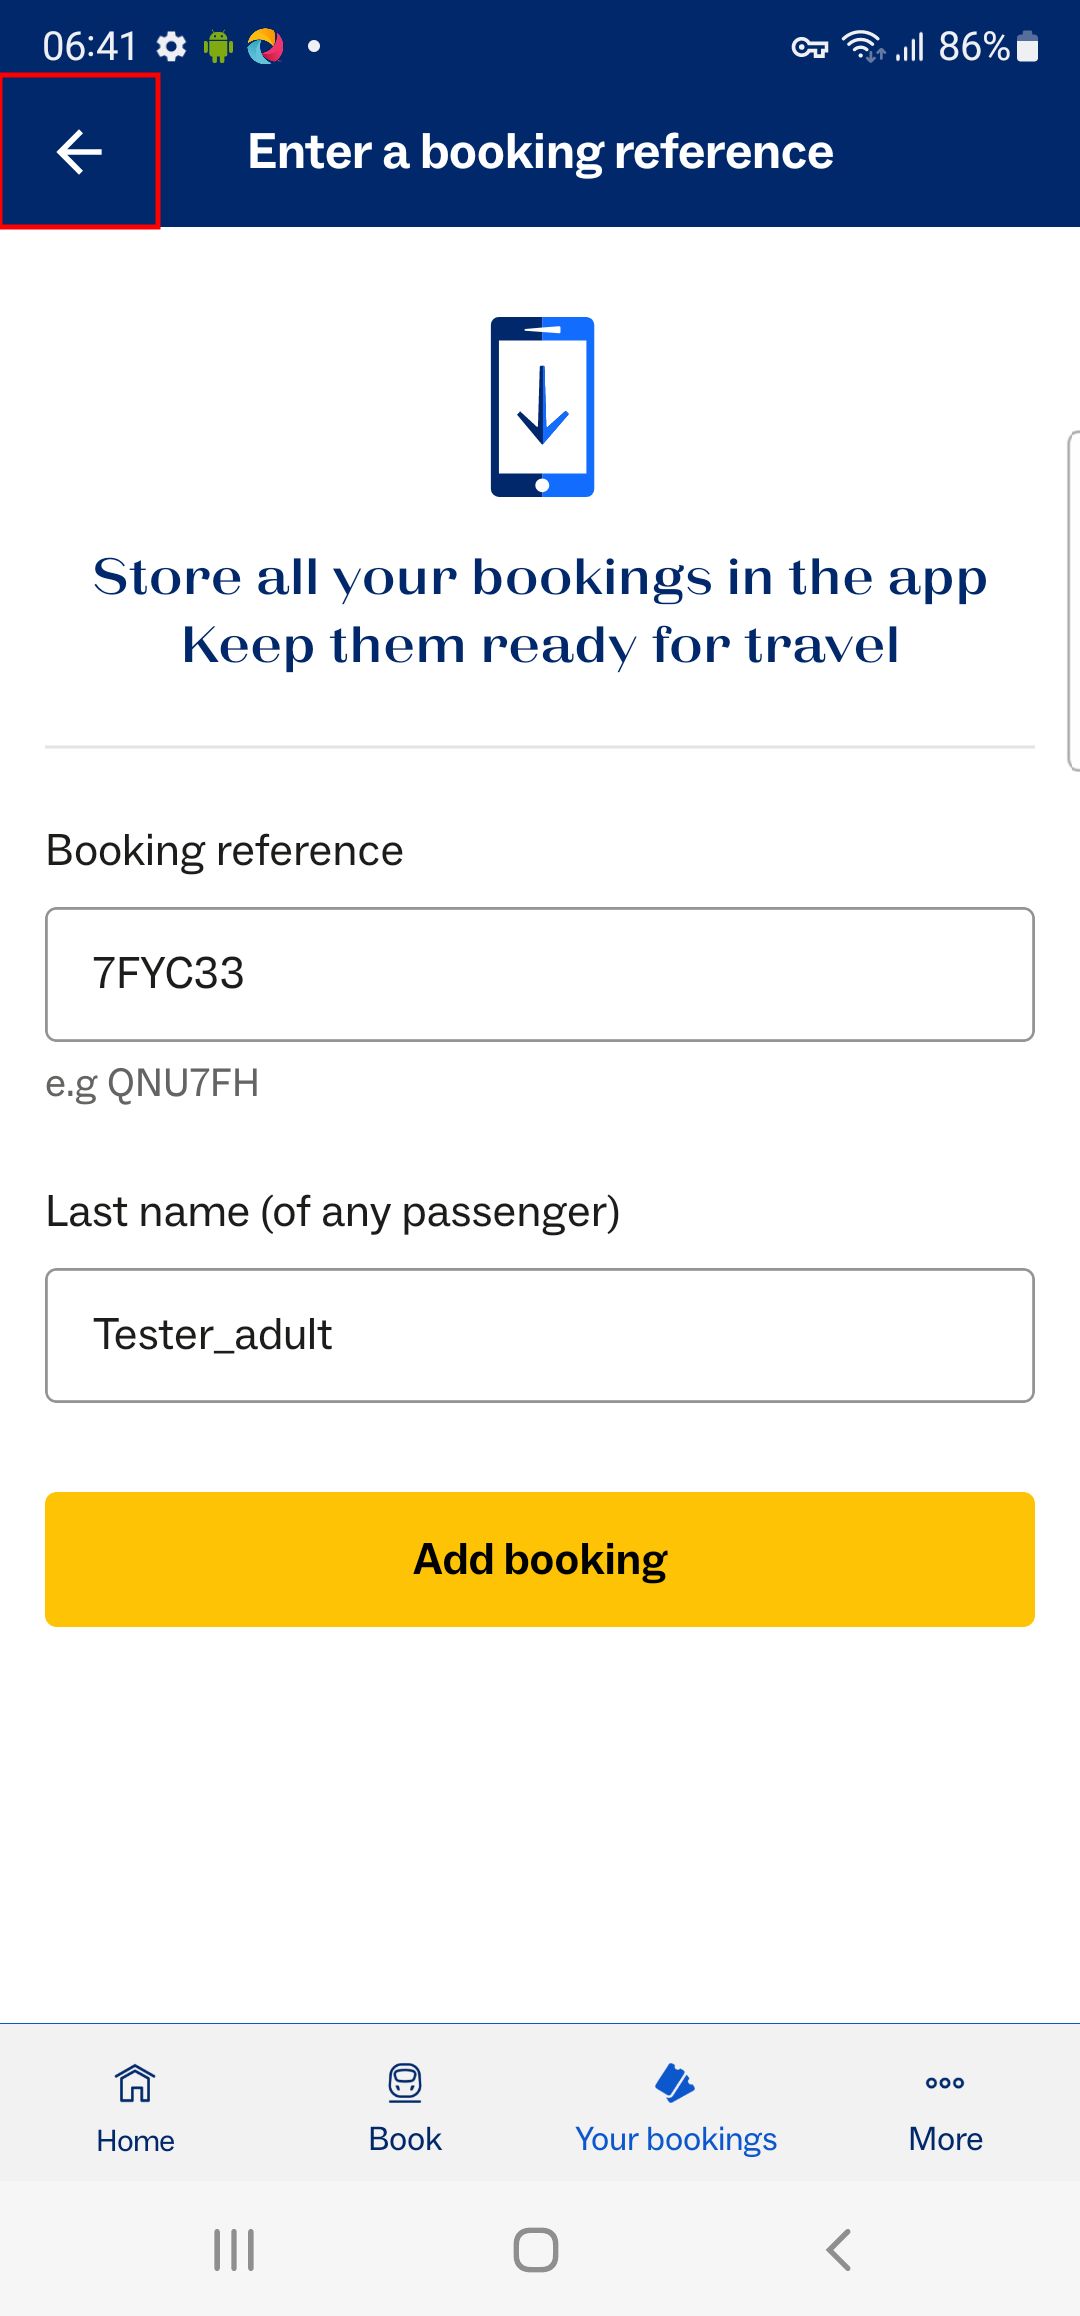 06:41
86%
Enter a booking reference
Store all your bookings in the app
Keep them ready for travel
Booking reference
7FYC33
e.g QNU7FH
Last name (of any passenger)
Tester_adult
Add booking
Home
Book
Your bookings
More